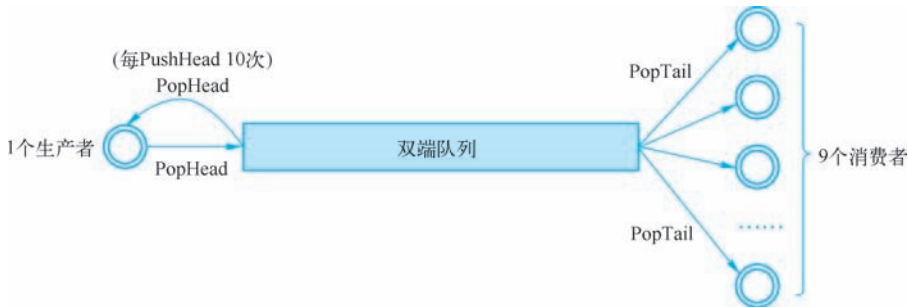 (每PushHead 10次)
PopHead
1个生产者
PopHead
双端队列
PopTail
PopTail
......
9个消费者